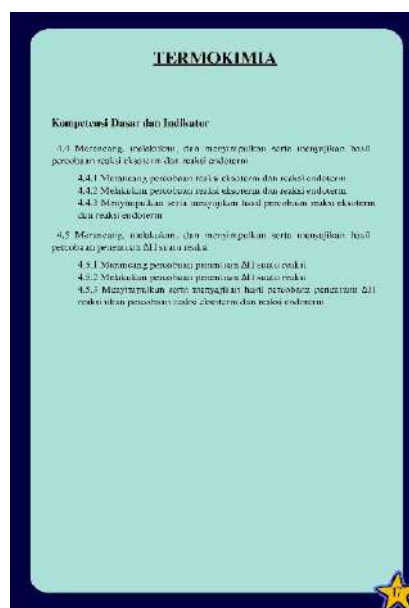 TERMOKIMIA
Kompetensi Dasar dan Indikator
4.4 Merancang, melakukan, dan menyimpulkan serta menyajikan hasil
percobaan reaksi eksoterm dan reaksi endoterm
4.4.1 Merancang percobaan reaksi eksoterm dan reaksi endoterm
4.4.2 Melakukan percobaan reaksi eksoterm dan reaksi endoterm
4.4.3 Menyimpulkan serta menyajikan hasil percobaan reaksi eksoterm
dan reaksi endoterm
4.5 Merancang, melakukan, dan menyimpulkan serta menyajikan hasil
percobaan penentuan ΔH suatu reaksi
4.5.1 Merancang percobaan penentuan ΔH suatu reaksi
4.5.2 Melakukan percobaan penentuan ΔH suatu reaksi
4.5.3 Menyimpulkan serta menyajikan hasil percobaan penentuan ΔH
reaksi percobaan reaksi eksoterm dan reaksi endoterm